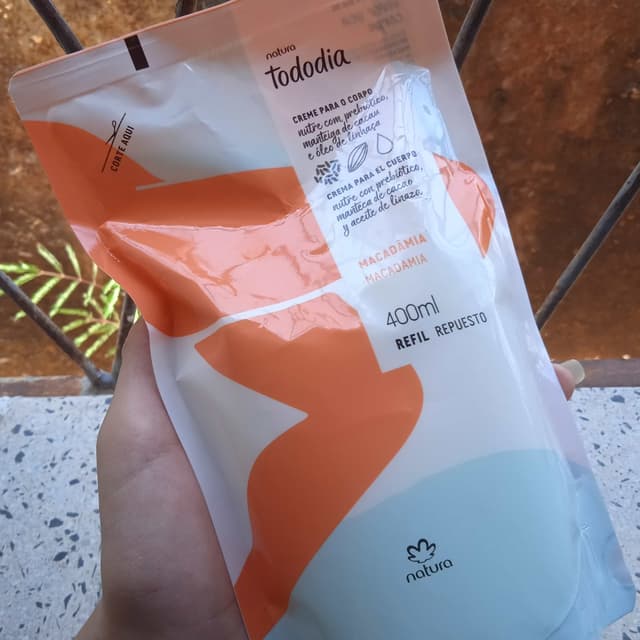 CORTE AQUI
natura
tododia
CREME PARA O CORPO
nutre com prebiótico,
manteiga de cacau
e óleo de linhaça
CREMA PARA EL CUERPO
nutre con prebiótico,
manteca de cacao
y aceite de linaza
MACADÂMIA
MACADAMIA
400ml
REFIL REPUESTO
natura